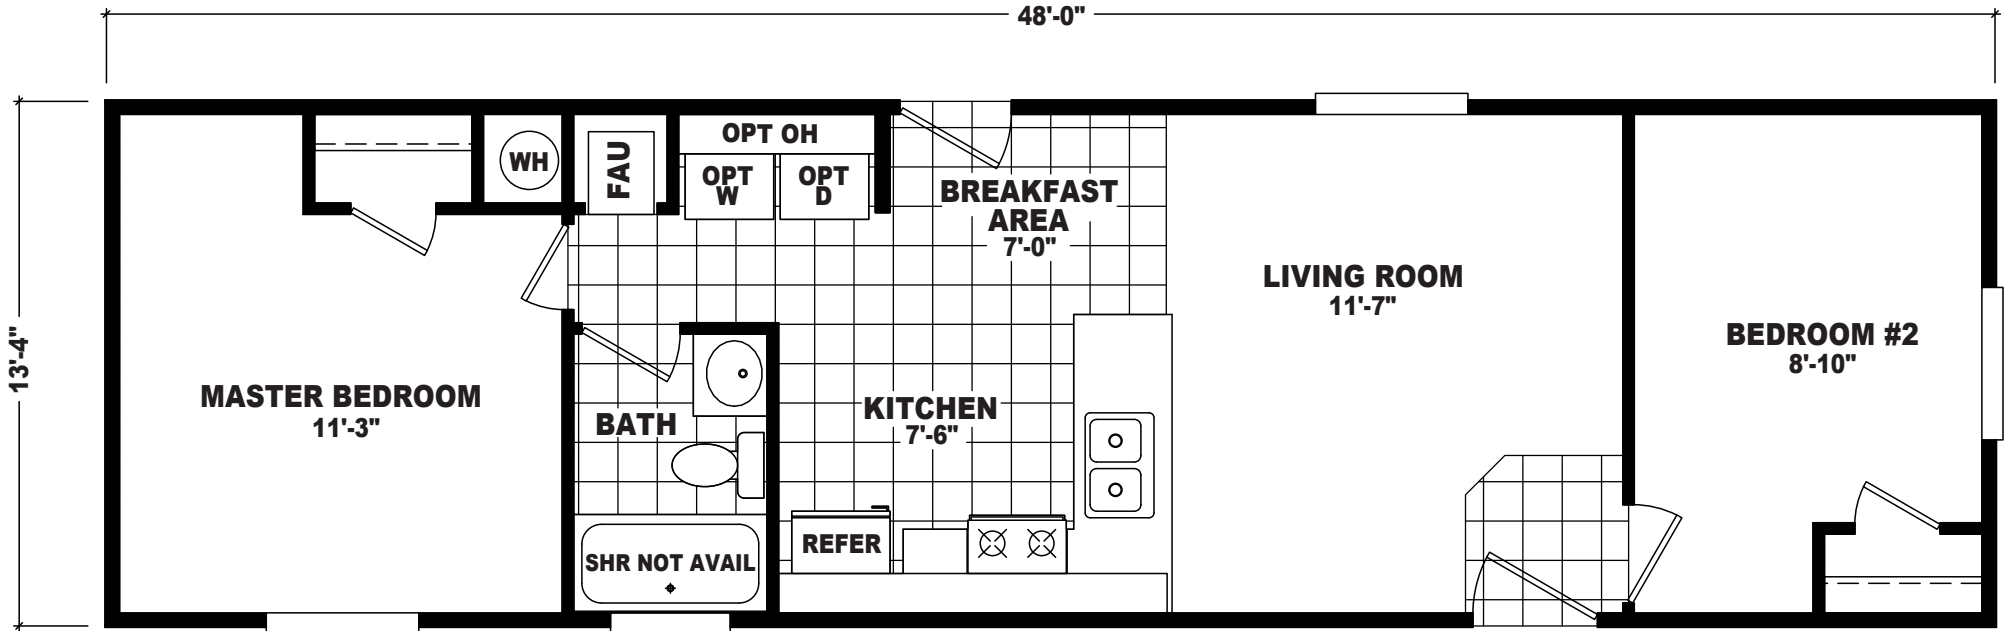 48'-0"
13'-4"
WH
FAU
OPT OH
OPT
W
OPT
D
BREAKFAST
AREA
7'-0"
LIVING ROOM
11'-7"
BEDROOM #2
8'-10"
MASTER BEDROOM
11'-3"
BATH
KITCHEN
7'-6"
REFER
SHR NOT AVAIL